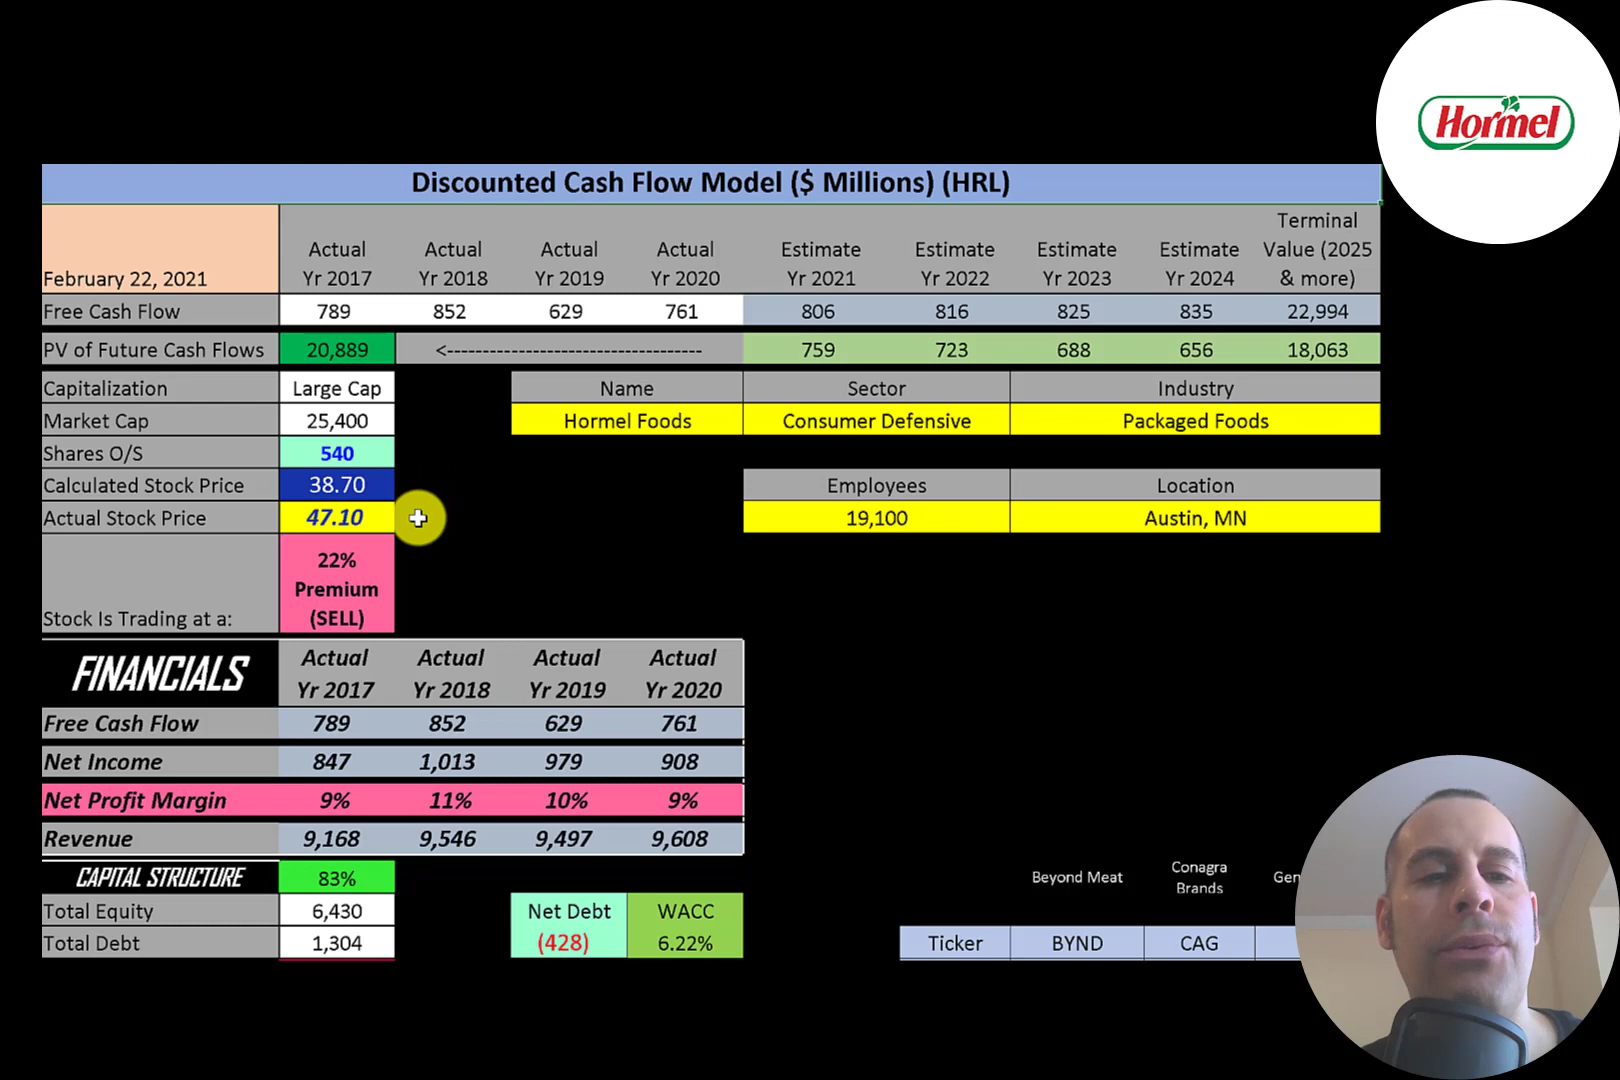 Hormel
Discounted Cash Flow Model ($ Millions) (HRL)
February 22, 2021 Actual Yr 2017 Actual Yr 2018 Actual Yr 2019 Actual Yr 2020 Estimate Yr 2021 Estimate Yr 2022 Estimate Yr 2023 Estimate Yr 2024 Terminal Value (2025 & more)
Free Cash Flow 789 852 629 761 806 816 825 835 22,994
PV of Future Cash Flows 20,889 <----------------------------------- 759 723 688 656 18,063
Capitalization Large Cap Name Sector Industry
Market Cap 25,400 Hormel Foods Consumer Defensive Packaged Foods
Shares O/S 540
Calculated Stock Price 38.70 Employees Location
Actual Stock Price 47.10 19,100 Austin, MN
Stock Is Trading at a: 22% Premium (SELL)
FINANCIALS Actual Yr 2017 Actual Yr 2018 Actual Yr 2019 Actual Yr 2020
Free Cash Flow 789 852 629 761
Net Income 847 1,013 979 908
Net Profit Margin 9% 11% 10% 9%
Revenue 9,168 9,546 9,497 9,608
CAPITAL STRUCTURE 83% Beyond Meat Conagra Brands Gen
Total Equity 6,430 Net Debt WACC
Total Debt 1,304 (428) 6.22% Ticker BYND CAG